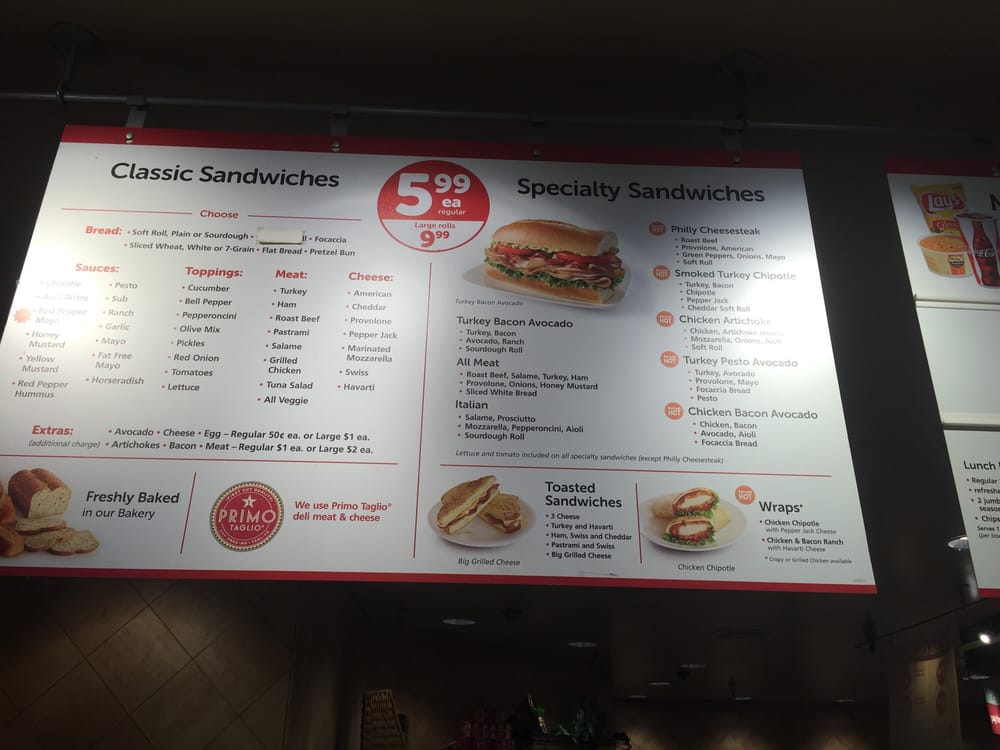 Classic Sandwiches
5.99
ea
regular
Large rolls
9.99
Choose
Bread: • Soft Roll, Plain or Sourdough • • Focaccia
• Sliced Wheat, White or 7-Grain • Flat Bread • Pretzel Bun
Sauces:
• Chipotle
• Red Pepper
Mayo
• Honey
Mustard
• Yellow
Mustard
• Red Pepper
Hummus
• Pesto
• Sub
• Ranch
• Garlic
• Mayo
• Fat Free
Mayo
• Horseradish
Toppings:
• Cucumber
• Bell Pepper
• Pepperoncini
• Olive Mix
• Pickles
• Red Onion
• Tomatoes
• Lettuce
Meat:
• Turkey
• Ham
• Roast Beef
• Pastrami
• Salame
• Grilled
Chicken
• Tuna Salad
• All Veggie
Cheese:
• American
• Cheddar
• Provolone
• Pepper Jack
• Marinated
Mozzarella
• Swiss
• Havarti
Extras: • Avocado • Cheese • Egg – Regular 50¢ ea. or Large $1 ea.
(additional charge) • Artichokes • Bacon • Meat – Regular $1 ea. or Large $2 ea.
Freshly Baked
in our Bakery
PRIMO
TAGLIO
We use Primo Taglio®
deli meat & cheese
Specialty Sandwiches
Turkey Bacon Avocado
Turkey Bacon Avocado
• Turkey, Bacon
• Avocado, Ranch
• Sourdough Roll
All Meat
• Roast Beef, Salame, Turkey, Ham
• Provolone, Onions, Honey Mustard
• Sliced White Bread
Italian
• Salame, Prosciutto
• Mozzarella, Pepperoncini, Aioli
• Sourdough Roll
Philly Cheesesteak
• Roast Beef
• Provolone, American
• Green Peppers, Onions, Mayo
• Soft Roll
HOT
Smoked Turkey Chipotle
• Turkey, Bacon
• Chipotle
• Pepper Jack
• Cheddar Soft Roll
HOT
Chicken Artichoke
• Chicken, Artichoke Hearts
• Mozzarella, Onions, Aioli
• Soft Roll
HOT
Turkey Pesto Avocado
• Turkey, Avocado
• Provolone, Mayo
• Focaccia Bread
• Pesto
HOT
Chicken Bacon Avocado
• Chicken, Bacon
• Avocado, Aioli
• Focaccia Bread
Lettuce and tomato included on all specialty sandwiches (except Philly Cheesesteak)
Big Grilled Cheese
Toasted
Sandwiches
• 3 Cheese
• Turkey and Havarti
• Ham, Swiss and Cheddar
• Pastrami and Swiss
• Big Grilled Cheese
Chicken Chipotle
HOT
Wraps*
• Chicken Chipotle
with Pepper Jack Cheese
• Chicken & Bacon Ranch
with Havarti Cheese
* Crispy or Grilled Chicken available
Lay's
Lunch
• Regular
• 2 jumb
• Chips
Serves 1
(per bo